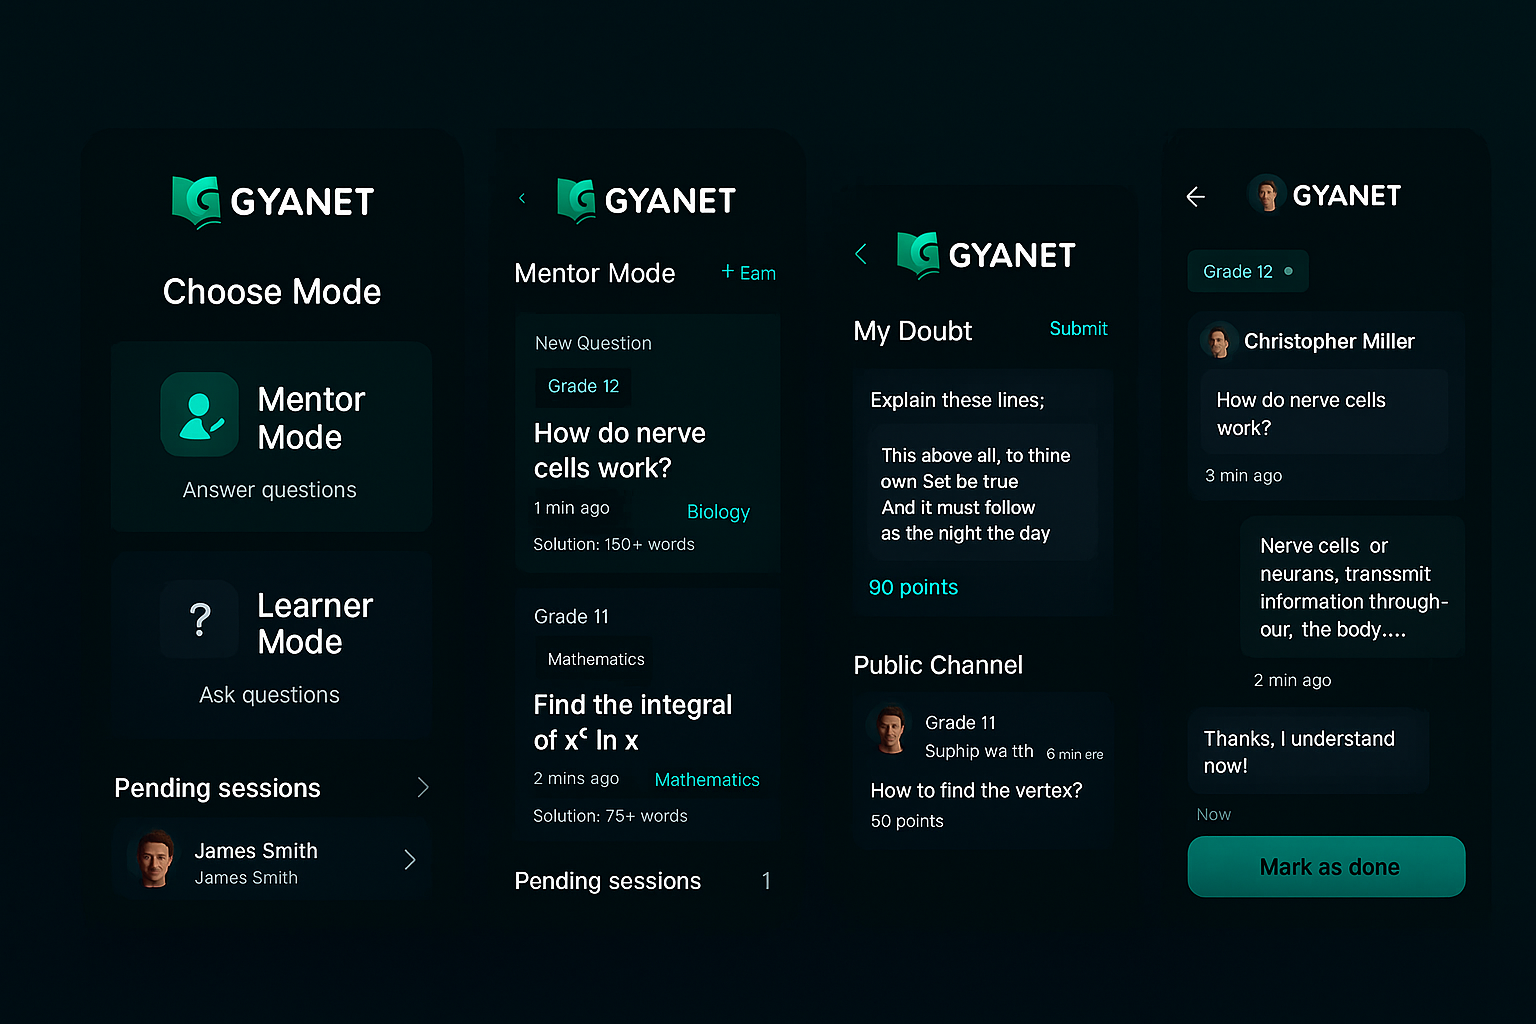 GYANET
Choose Mode
Mentor
Mode
Answer questions
?
Learner
Mode
Ask questions
Pending sessions
James Smith
James Smith
GYANET
Mentor Mode
+ Eam
New Question
Grade 12
How do nerve
cells work?
1 min ago
Biology
Solution: 150+ words
Grade 11
Mathematics
Find the integral
of xᶜ ln x
2 mins ago
Mathematics
Solution: 75+ words
Pending sessions
1
GYANET
My Doubt
Submit
Explain these lines;
This above all, to thine
own Set be true
And it must follow
as the night the day
90 points
Public Channel
Grade 11
Suphip wa tth
6 min ere
How to find the vertex?
50 points
GYANET
Grade 12
Christopher Miller
How do nerve cells
work?
3 min ago
Nerve cells or
neurans, transsmit
information through-
our, the body....
2 min ago
Thanks, I understand
now!
Now
Mark as done